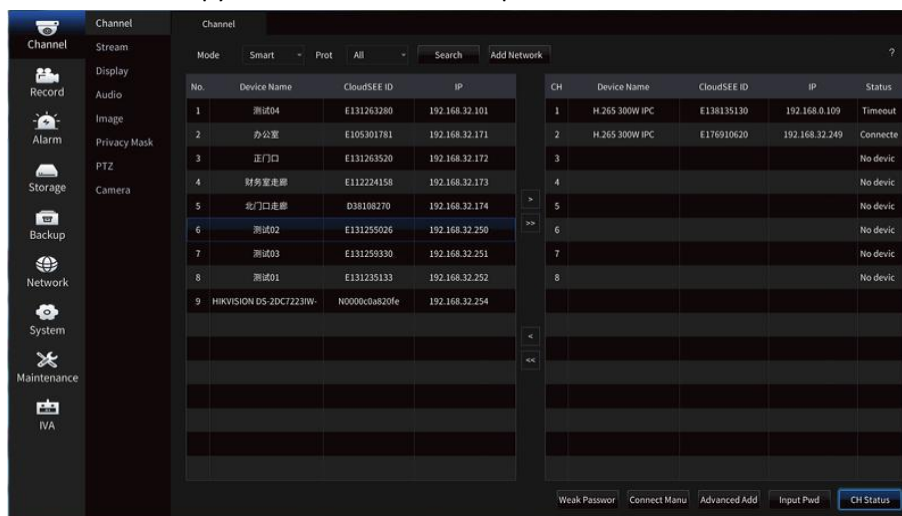 Channel
Record
Alarm
Storage
Backup
Network
System
Maintenance
IVA
Channel
Stream
Display
Audio
Image
Privacy Mask
PTZ
Camera
Channel
Mode Smart Prot All Search Add Network ?
No. Device Name CloudSEE ID IP
1 测试04 E131263280 192.168.32.101
2 办公室 E105301781 192.168.32.171
3 正门口 E131263520 192.168.32.172
4 财务室走廊 E112224158 192.168.32.173
5 北门口走廊 D38108270 192.168.32.174
6 测试02 E131255026 192.168.32.250
7 测试03 E131259330 192.168.32.251
8 测试01 E131235133 192.168.32.252
9 HIKVISION DS-2DC7223IW- N0000c0a820fe 192.168.32.254
>
>>
<
<<
CH Device Name CloudSEE ID IP Status
1 H.265 300W IPC E138135130 192.168.0.109 Timeout
2 H.265 300W IPC E176910620 192.168.32.249 Connecte
3 No devic
4 No devic
5 No devic
6 No devic
7 No devic
8 No devic
Weak Passwor Connect Manu Advanced Add Input Pwd CH Status